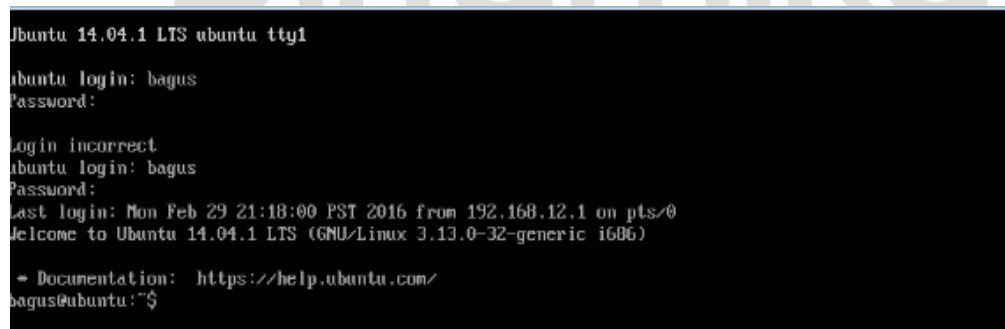 Ubuntu 14.04.1 LTS ubuntu tty1
ubuntu login: bagus
Password:
Login incorrect
ubuntu login: bagus
Password:
Last login: Mon Feb 29 21:18:00 PST 2016 from 192.168.12.1 on pts/0
Welcome to Ubuntu 14.04.1 LTS (GNU/Linux 3.13.0-32-generic i686)
* Documentation: https://help.ubuntu.com/
bagus@ubuntu:~$